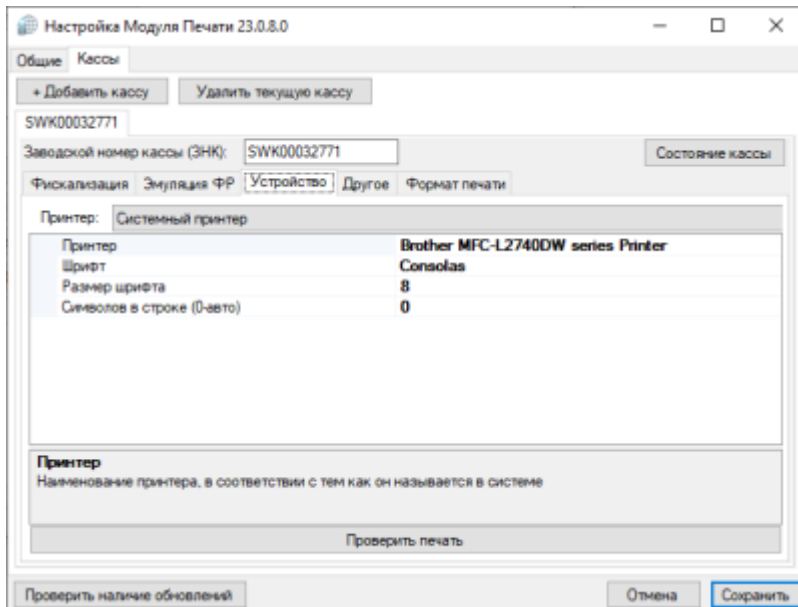 Настройка Модуля Печати 23.0.8.0
Общие Кассы
+ Добавить кассу Удалить текущую кассу
SWK00032771
Заводской номер кассы (ЗНК): SWK00032771 Состояние кассы
Фискализация Эмуляция ФР Устройство Другое Формат печати
Принтер: Системный принтер
Принтер Brother MFC-L2740DW series Printer
Шрифт Consolas
Размер шрифта 8
Символов в строке (0-авто) 0
Принтер
Наименование принтера, в соответствии с тем как он называется в системе
Проверить печать
Проверить наличие обновлений Отмена Сохранить